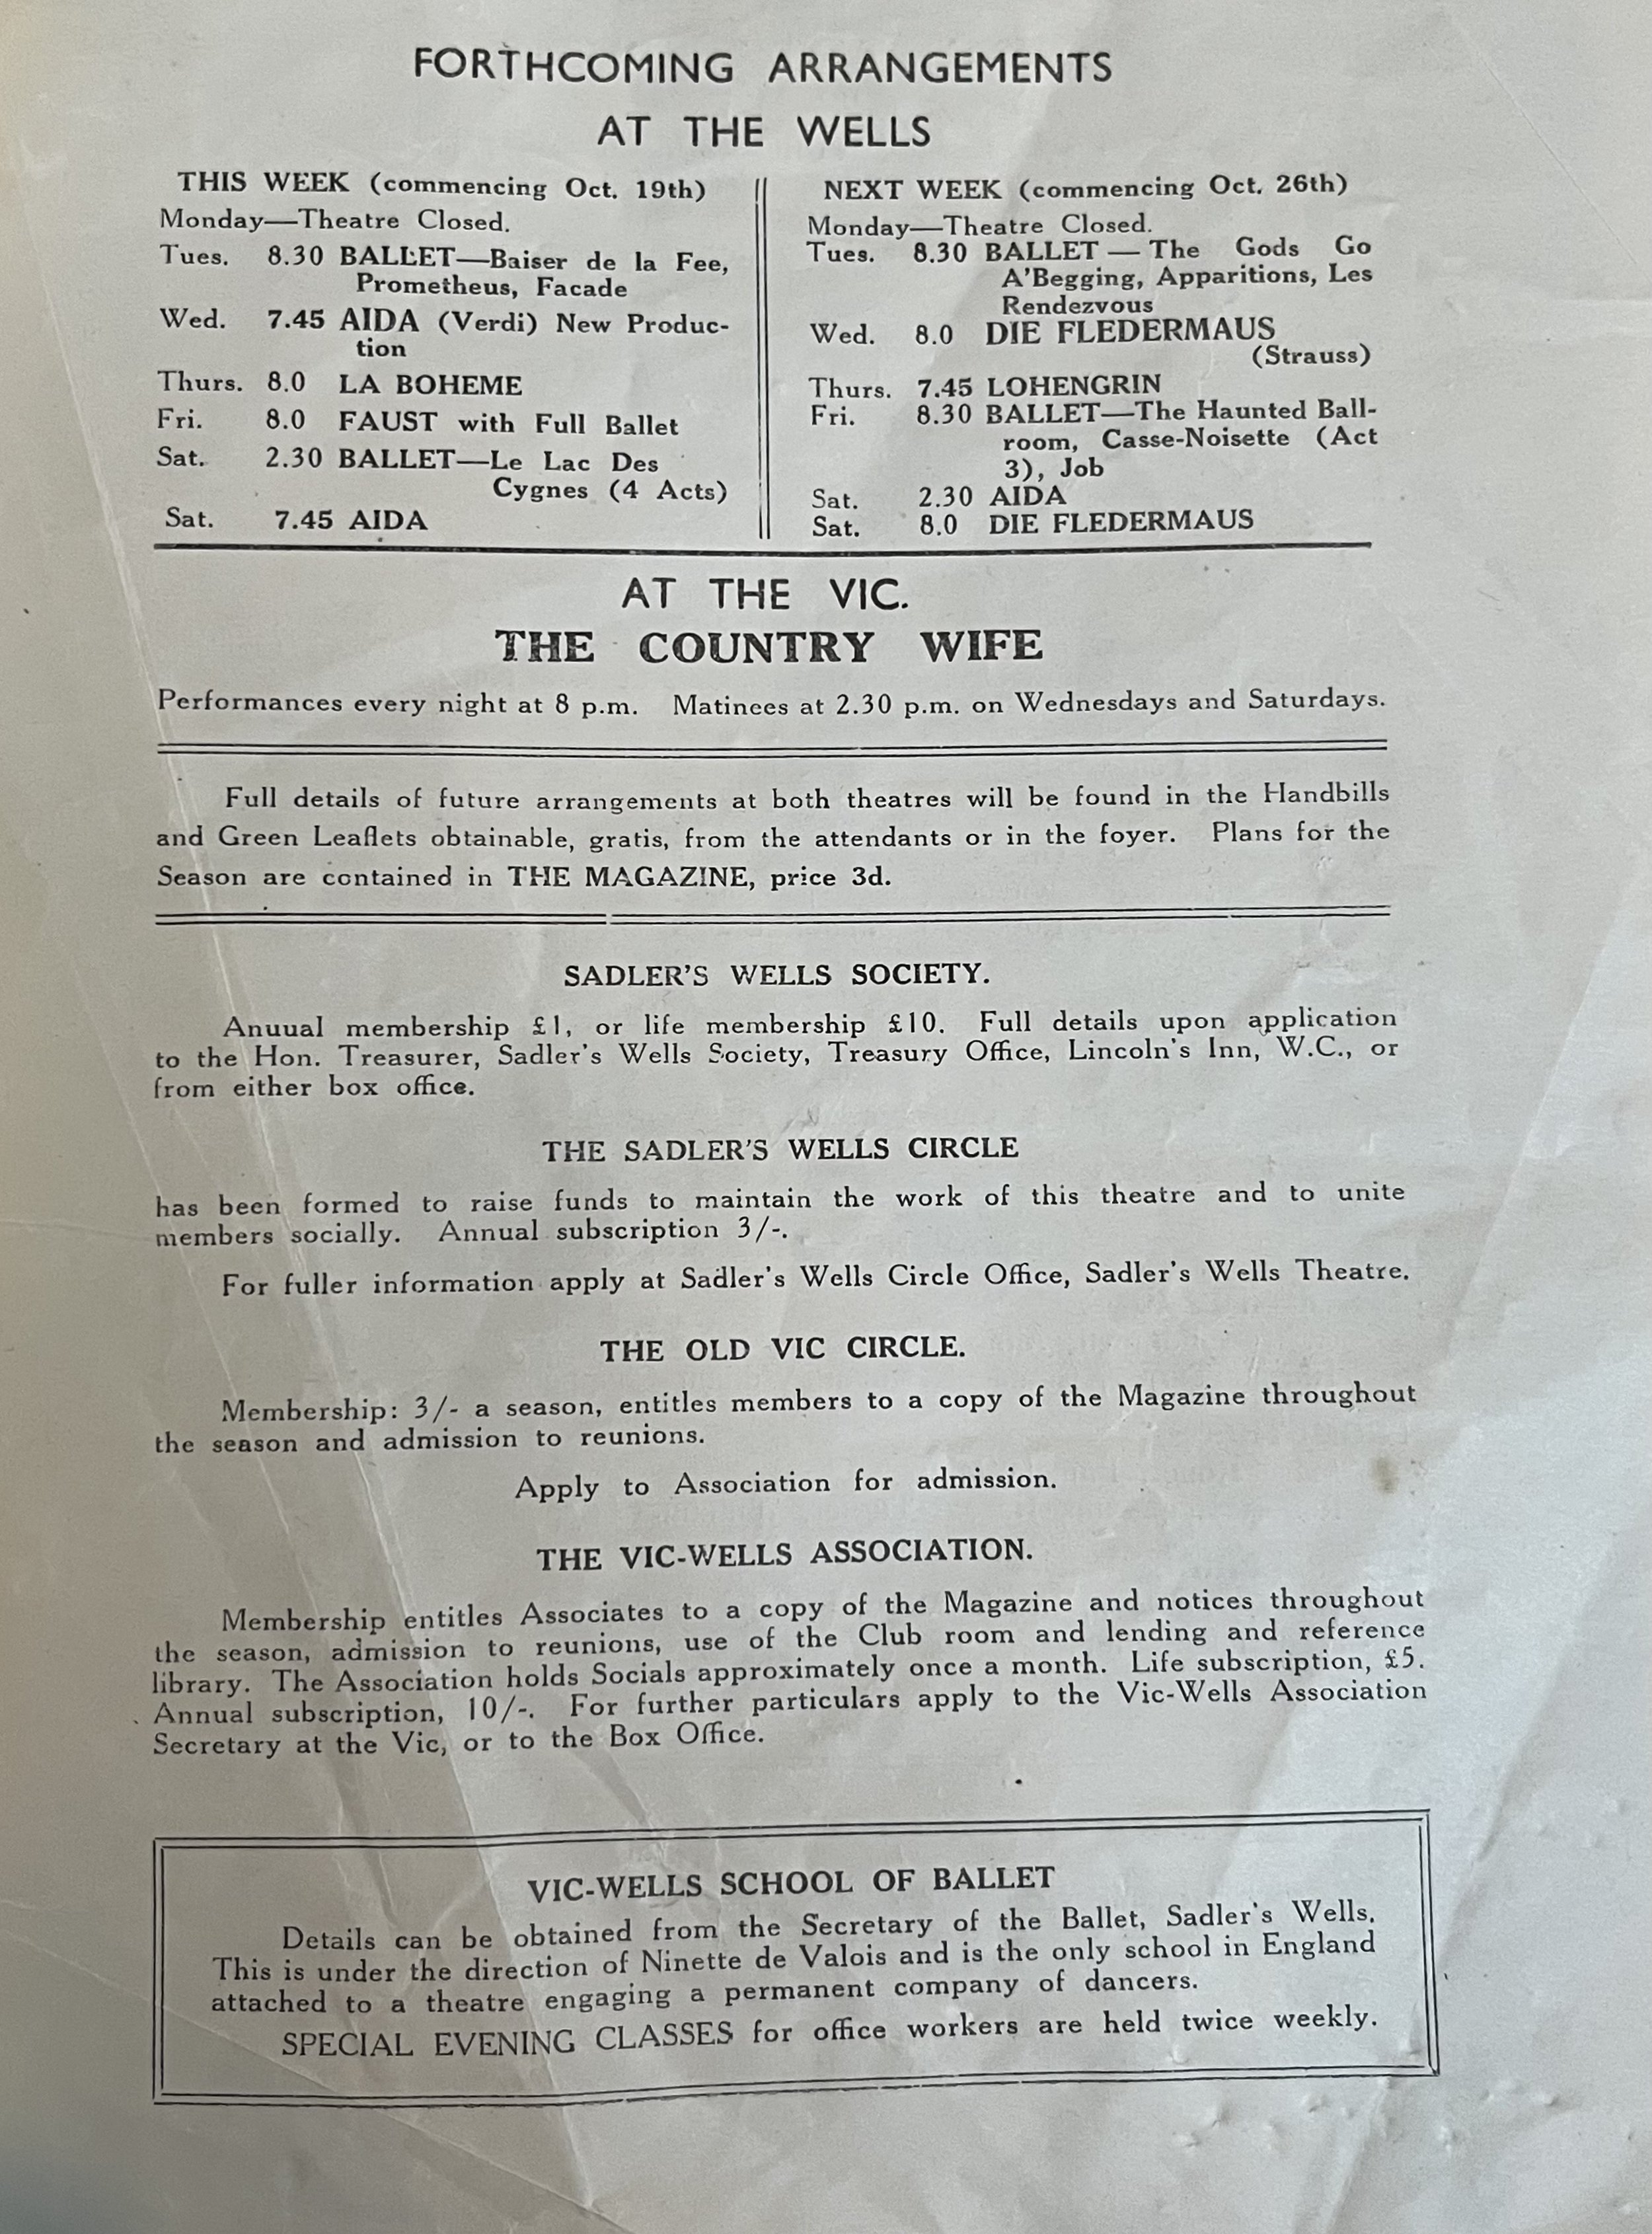 FORTHCOMING ARRANGEMENTS
AT THE WELLS
THIS WEEK (commencing Oct. 19th)
Monday—Theatre Closed.
Tues. 8.30 BALLET—Baiser de la Fee,
Prometheus, Facade
Wed. 7.45 AIDA (Verdi) New Produc-
tion
Thurs. 8.0 LA BOHEME
Fri. 8.0 FAUST with Full Ballet
Sat. 2.30 BALLET—Le Lac Des
Cygnes (4 Acts)
Sat. 7.45 AIDA
NEXT WEEK (commencing Oct. 26th)
Monday—Theatre Closed.
Tues. 8.30 BALLET — The Gods Go
A'Begging, Apparitions, Les
Rendezvous
Wed. 8.0 DIE FLEDERMAUS
(Strauss)
Thurs. 7.45 LOHENGRIN
Fri. 8.30 BALLET—The Haunted Ball-
room, Casse-Noisette (Act
3), Job
Sat. 2.30 AIDA
Sat. 8.0 DIE FLEDERMAUS
AT THE VIC.
THE COUNTRY WIFE
Performances every night at 8 p.m. Matinees at 2.30 p.m. on Wednesdays and Saturdays.
Full details of future arrangements at both theatres will be found in the Handbills
and Green Leaflets obtainable, gratis, from the attendants or in the foyer. Plans for the
Season are contained in THE MAGAZINE, price 3d.
SADLER'S WELLS SOCIETY.
Anuual membership £1, or life membership £10. Full details upon application
to the Hon. Treasurer, Sadler's Wells Society, Treasury Office, Lincoln's Inn, W.C., or
from either box office.
THE SADLER'S WELLS CIRCLE
has been formed to raise funds to maintain the work of this theatre and to unite
members socially. Annual subscription 3/-.
For fuller information apply at Sadler's Wells Circle Office, Sadler's Wells Theatre.
THE OLD VIC CIRCLE.
Membership: 3/- a season, entitles members to a copy of the Magazine throughout
the season and admission to reunions.
Apply to Association for admission.
THE VIC-WELLS ASSOCIATION.
Membership entitles Associates to a copy of the Magazine and notices throughout
the season, admission to reunions, use of the Club room and lending and reference
library. The Association holds Socials approximately once a month. Life subscription, £5.
Annual subscription, 10/-. For further particulars apply to the Vic-Wells Association
Secretary at the Vic, or to the Box Office.
VIC-WELLS SCHOOL OF BALLET
Details can be obtained from the Secretary of the Ballet, Sadler's Wells.
This is under the direction of Ninette de Valois and is the only school in England
attached to a theatre engaging a permanent company of dancers.
SPECIAL EVENING CLASSES for office workers are held twice weekly.